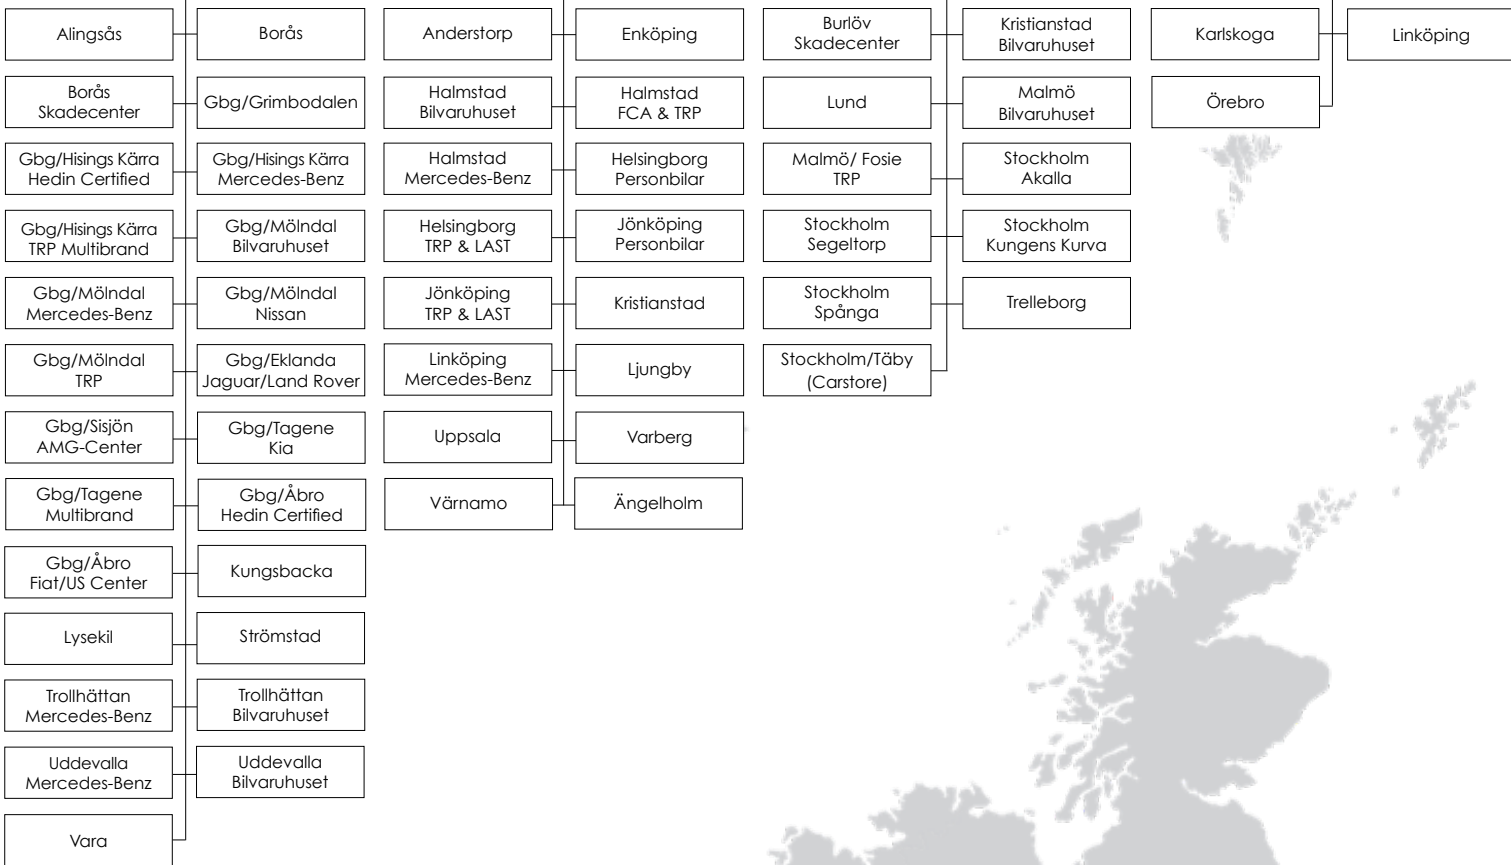 Alingsås
Borås
Borås
Skadecenter
Gbg/Grimbodalen
Gbg/Hisings Kärra
Hedin Certified
Gbg/Hisings Kärra
Mercedes-Benz
Gbg/Hisings Kärra
TRP Multibrand
Gbg/Mölndal
Bilvaruhuset
Gbg/Mölndal
Mercedes-Benz
Gbg/Mölndal
Nissan
Gbg/Mölndal
TRP
Gbg/Eklanda
Jaguar/Land Rover
Gbg/Sisjön
AMG-Center
Gbg/Tagene
Kia
Gbg/Tagene
Multibrand
Gbg/Åbro
Hedin Certified
Gbg/Åbro
Fiat/US Center
Kungsbacka
Lysekil
Strömstad
Trollhättan
Mercedes-Benz
Trollhättan
Bilvaruhuset
Uddevalla
Mercedes-Benz
Uddevalla
Bilvaruhuset
Vara
Anderstorp
Enköping
Halmstad
Bilvaruhuset
Halmstad
FCA & TRP
Halmstad
Mercedes-Benz
Helsingborg
Personbilar
Helsingborg
TRP & LAST
Jönköping
Personbilar
Jönköping
TRP & LAST
Kristianstad
Linköping
Mercedes-Benz
Ljungby
Uppsala
Varberg
Värnamo
Ängelholm
Burlöv
Skadecenter
Kristianstad
Bilvaruhuset
Lund
Malmö
Bilvaruhuset
Malmö/ Fosie
TRP
Stockholm
Akalla
Stockholm
Segeltorp
Stockholm
Kungens Kurva
Stockholm
Spånga
Trelleborg
Stockholm/Täby
(Carstore)
Karlskoga
Linköping
Örebro